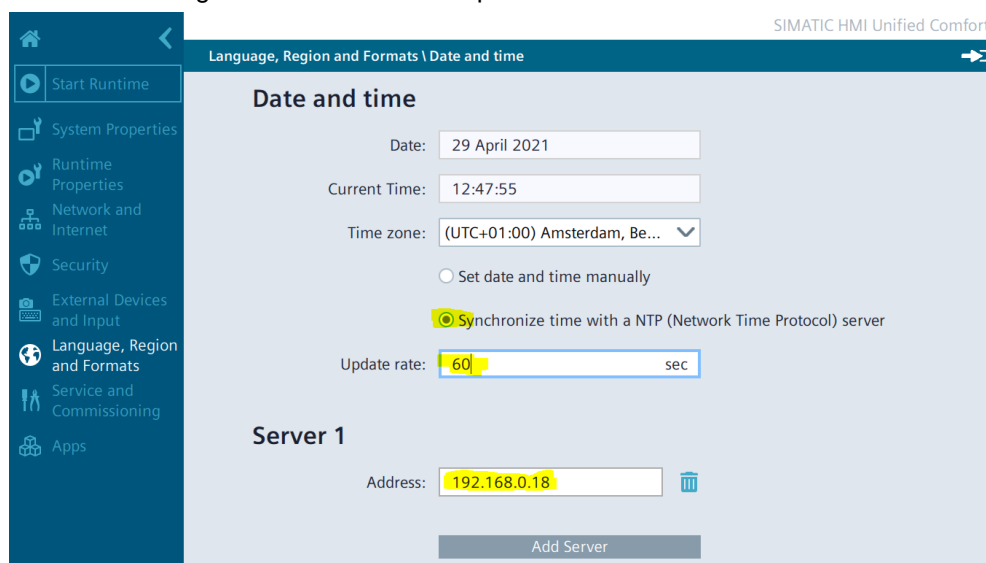 SIMATIC HMI Unified Comfort
Language, Region and Formats \ Date and time
Start Runtime
System Properties
Runtime
Properties
Network and
Internet
Security
External Devices
and Input
Language, Region
and Formats
Service and
Commissioning
Apps
Date and time
Date: 29 April 2021
Current Time: 12:47:55
Time zone: (UTC+01:00) Amsterdam, Be...
Set date and time manually
Synchronize time with a NTP (Network Time Protocol) server
Update rate: 60 sec
Server 1
Address: 192.168.0.18
Add Server